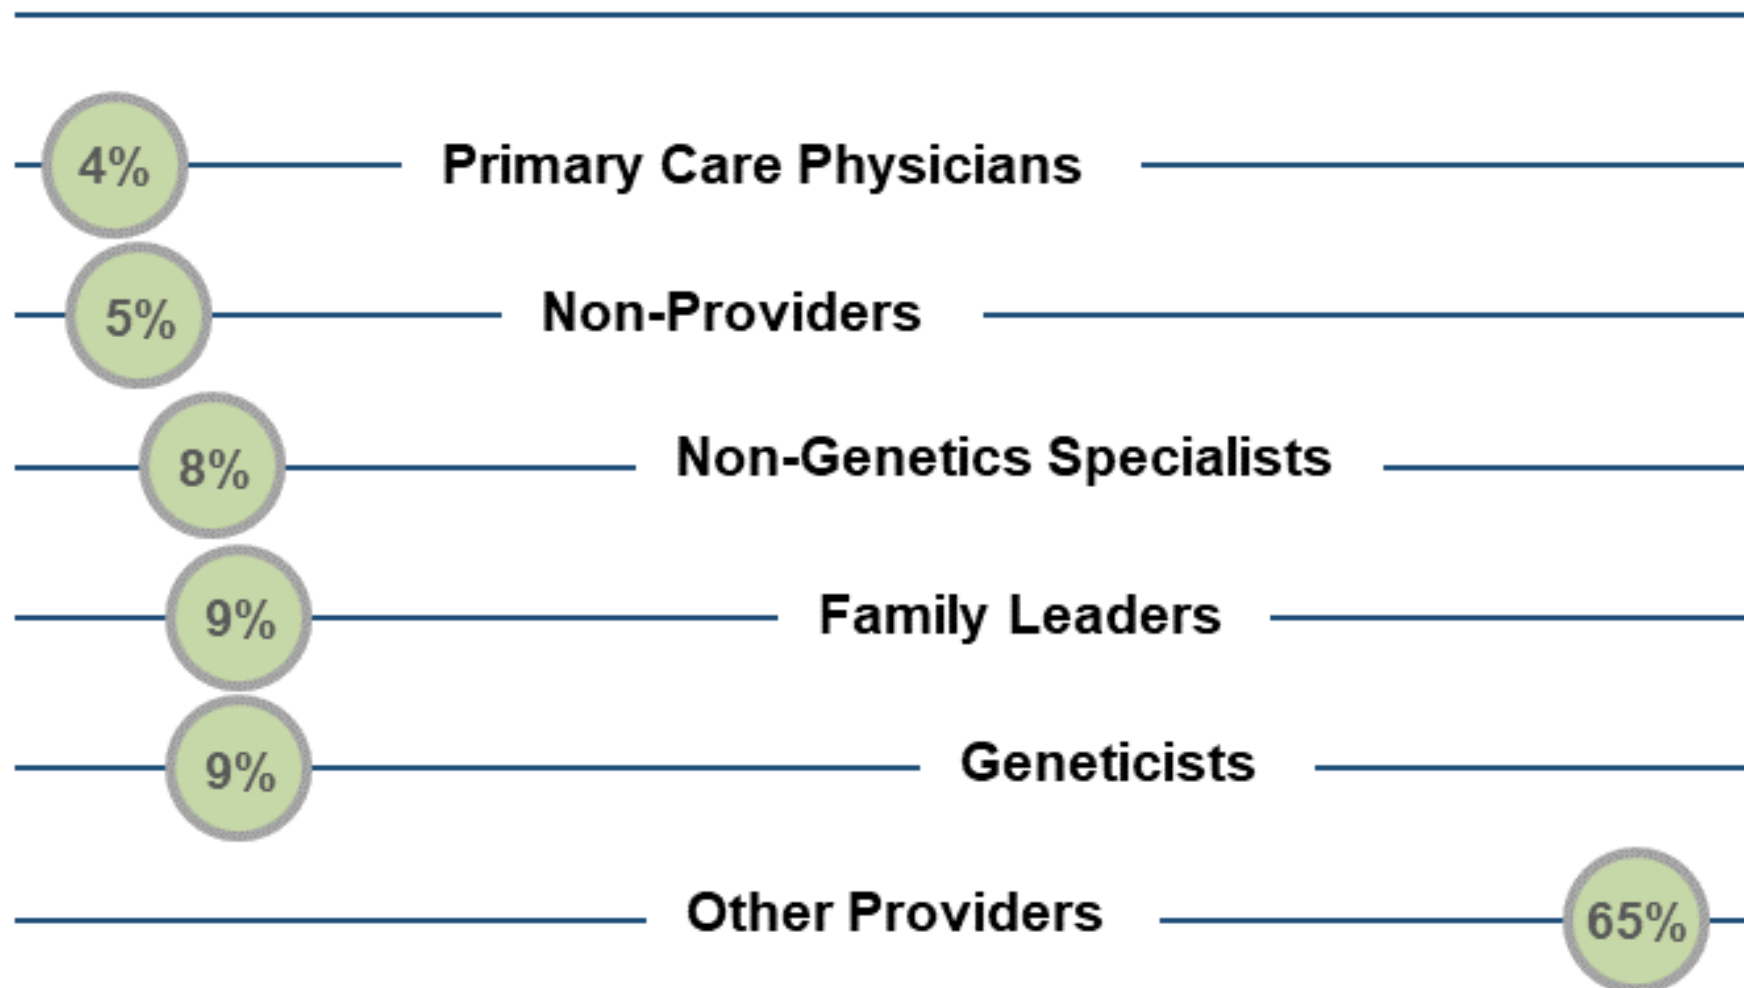 4% Primary Care Physicians
5% Non-Providers
8% Non-Genetics Specialists
9% Family Leaders
9% Geneticists
Other Providers 65%